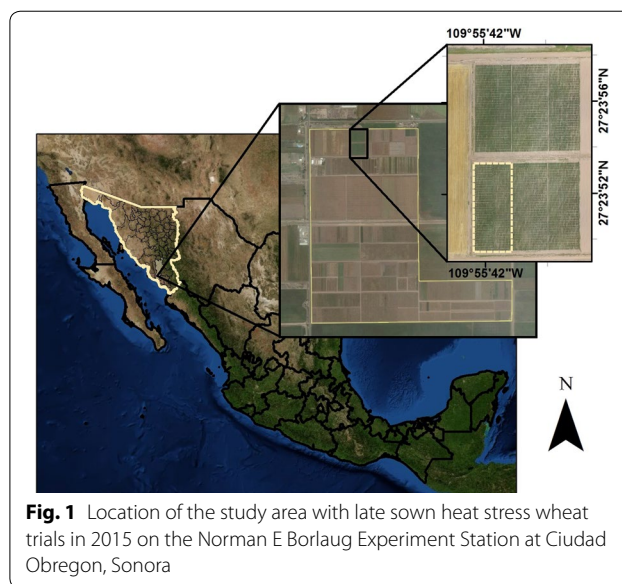 109°55'42"W
27°23'56"N
27°23'52"N
109°55'42"W
N
Fig. 1 Location of the study area with late sown heat stress wheat
trials in 2015 on the Norman E Borlaug Experiment Station at Ciudad
Obregon, Sonora